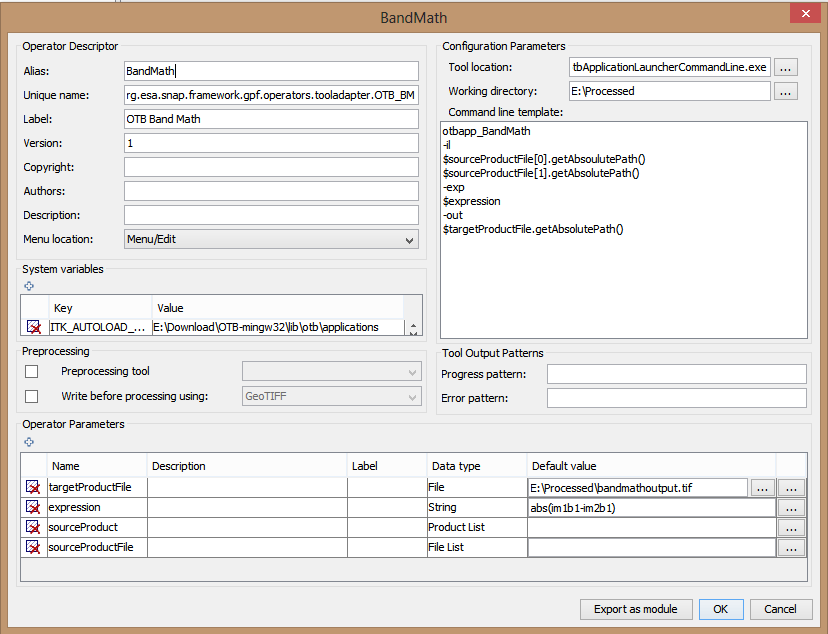 BandMath
Operator Descriptor
Alias: BandMath
Unique name: rg.esa.snap.framework.gpf.operators.tooladapter.OTB_BM
Label: OTB Band Math
Version: 1
Copyright:
Authors:
Description:
Menu location: Menu/Edit
System variables
Key Value
ITK_AUTOLOAD_... E:\Download\OTB-mingw32\lib\otb\applications
Preprocessing
Preprocessing tool
Write before processing using: GeoTIFF
Configuration Parameters
Tool location: tbApplicationLauncherCommandLine.exe ...
Working directory: E:\Processed ...
Command line template:
otbapp_BandMath
-il
$sourceProductFile[0].getAbsoulutePath()
$sourceProductFile[1].getAbsolutePath()
-exp
$expression
-out
$targetProductFile.getAbsolutePath()
Tool Output Patterns
Progress pattern:
Error pattern:
Operator Parameters
Name Description Label Data type Default value
targetProductFile File E:\Processed\bandmathoutput.tif ... ...
expression String abs(im1b1-im2b1) ...
sourceProduct Product List ...
sourceProductFile File List ...
Export as module OK Cancel